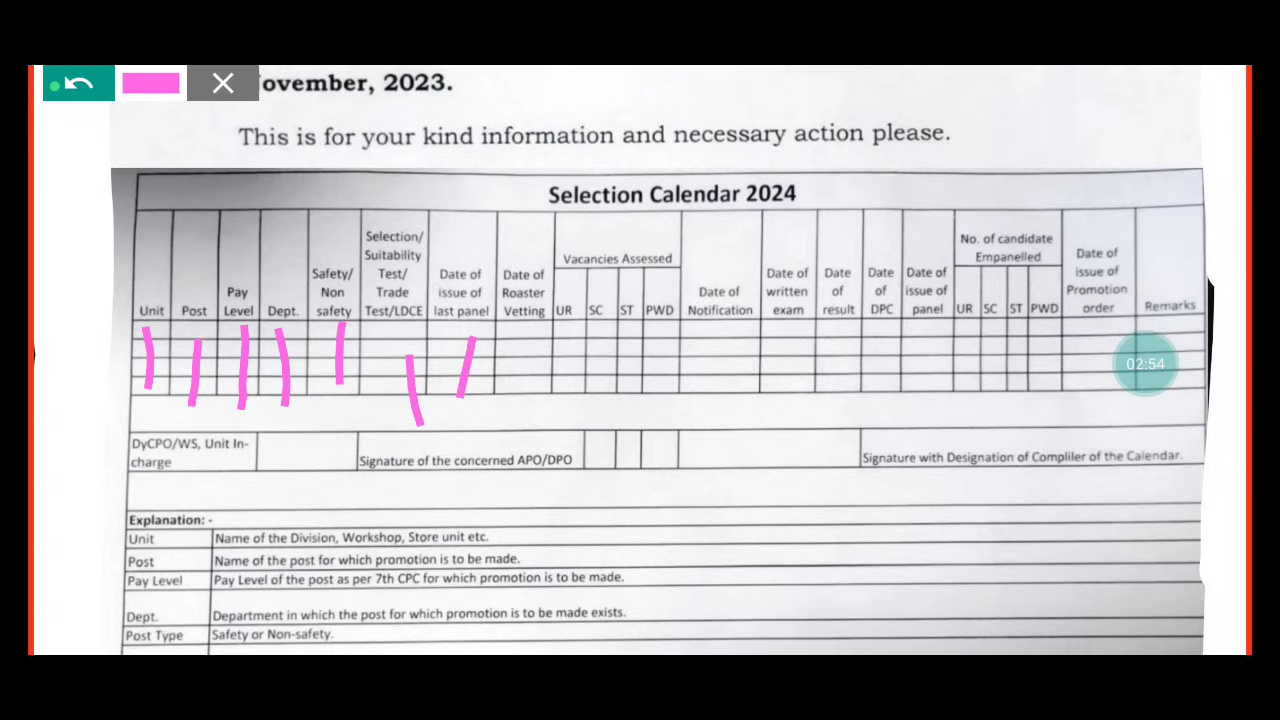 ovember, 2023.
This is for your kind information and necessary action please.
Selection Calendar 2024
Unit
Post
Pay
Level
Dept.
Safety/
Non
safety
Selection/
Suitability
Test/
Trade
Test/LDCE
Date of
issue of
last panel
Date of
Roaster
Vetting
Vacancies Assessed
UR SC ST PWD
Date of
Notification
Date of
written
exam
Date
of
result
Date
of
DPC
Date of
issue of
panel
No. of candidate
Empanelled
UR SC ST PWD
Date of
issue of
Promotion
order
Remarks
02:54
DyCPO/WS, Unit In-
charge
Signature of the concerned APO/DPO
Signature with Designation of Compliler of the Calendar.
Explanation: -
Unit Name of the Division, Workshop, Store unit etc.
Post Name of the post for which promotion is to be made.
Pay Level Pay Level of the post as per 7th CPC for which promotion is to be made.
Dept. Department in which the post for which promotion is to be made exists.
Post Type Safety or Non-safety.